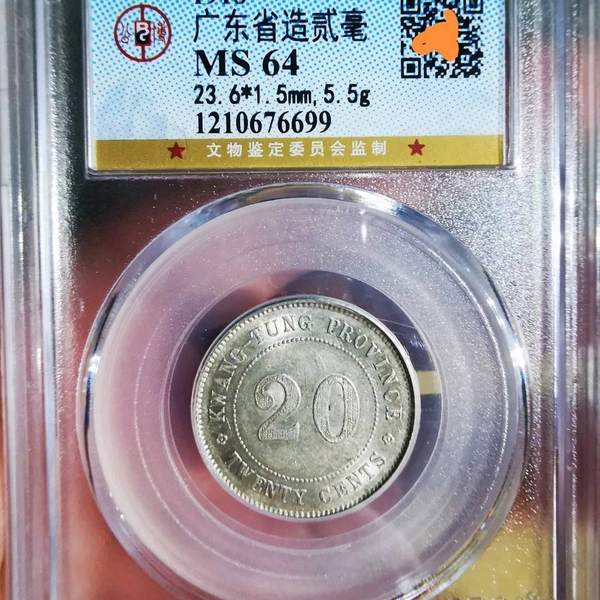 广东省造贰毫
MS 64
23.6*1.5mm,5.5g
1210676699
★ 文物鉴定委员会监制 ★
KWANG-TUNG PROVINCE
20
TWENTY CENTS